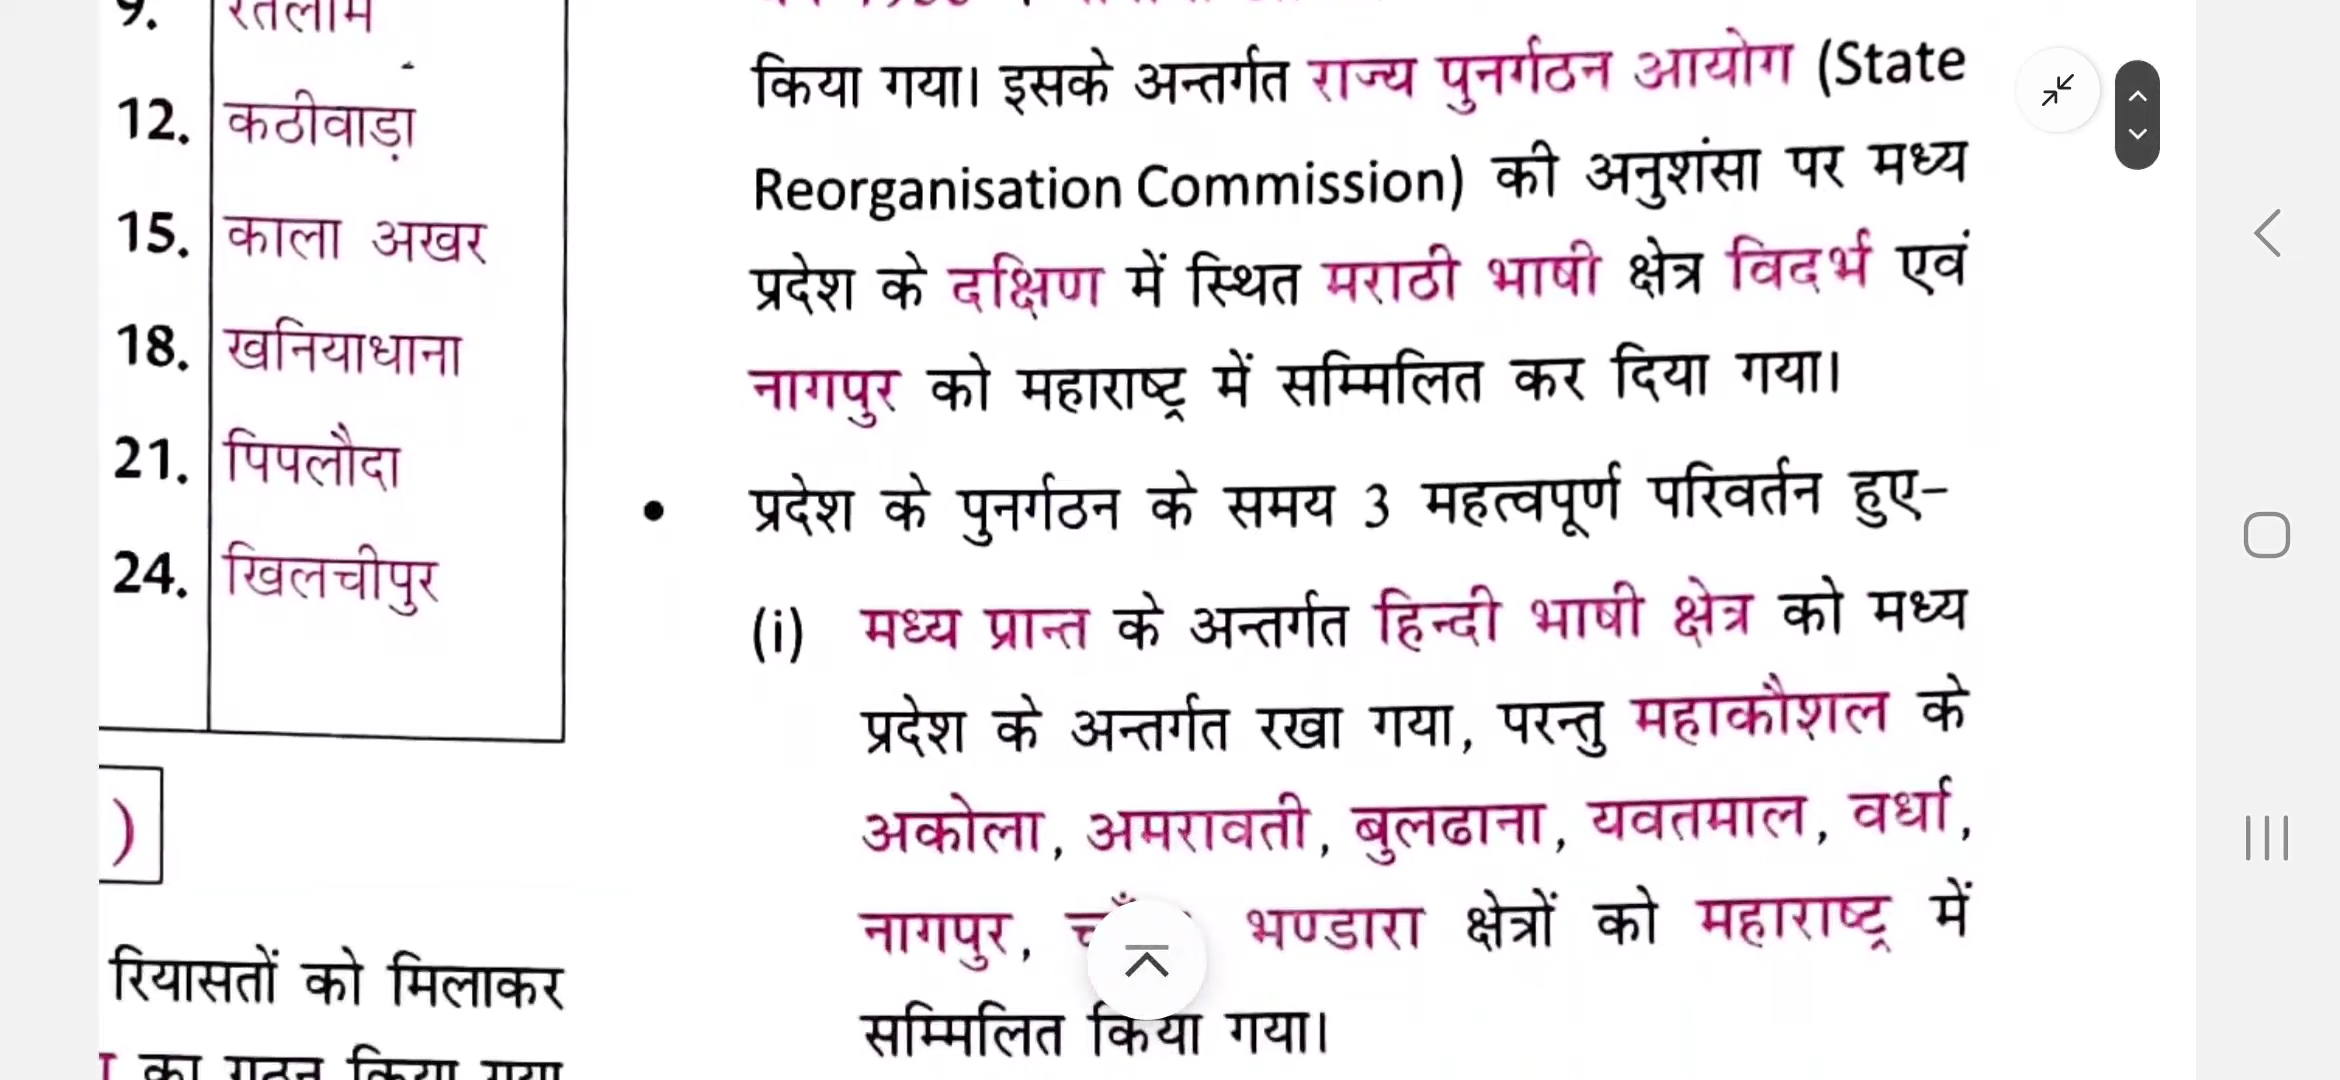 9. रतलाम
12. कठीवाड़ा
15. काला अखर
18. खनियाधाना
21. पिपलौदा
24. खिलचीपुर
)
रियासतों को मिलाकर
का गठन किया गया
किया गया। इसके अन्तर्गत राज्य पुनर्गठन आयोग (State
Reorganisation Commission) की अनुशंसा पर मध्य
प्रदेश के दक्षिण में स्थित मराठी भाषी क्षेत्र विदर्भ एवं
नागपुर को महाराष्ट्र में सम्मिलित कर दिया गया।
• प्रदेश के पुनर्गठन के समय 3 महत्वपूर्ण परिवर्तन हुए-
(i) मध्य प्रान्त के अन्तर्गत हिन्दी भाषी क्षेत्र को मध्य
प्रदेश के अन्तर्गत रखा गया, परन्तु महाकौशल के
अकोला, अमरावती, बुलढाना, यवतमाल, वर्धा,
नागपुर, भण्डारा क्षेत्रों को महाराष्ट्र में
सम्मिलित किया गया।